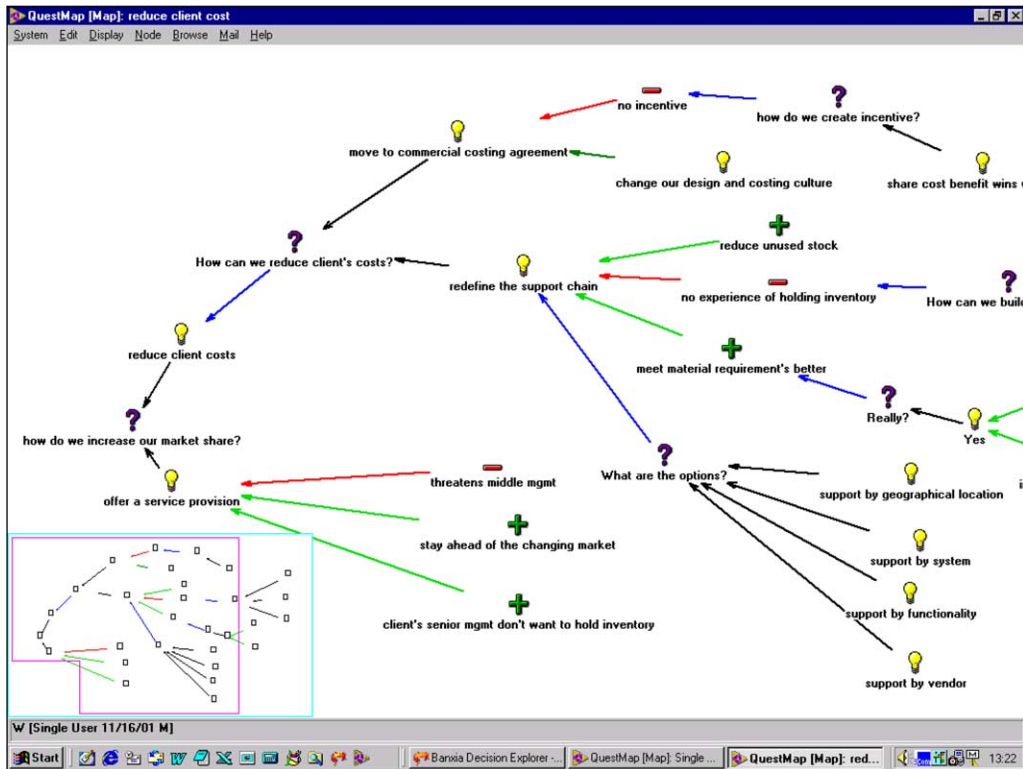 QuestMap [Map]: reduce client cost
System Edit Display Node Browse Mail Help
no incentive
how do we create incentive?
move to commercial costing agreement
change our design and costing culture
share cost benefit wins
reduce unused stock
How can we reduce client's costs?
redefine the support chain
no experience of holding inventory
How can we
reduce client costs
meet material requirement's better
Really?
Yes
how do we increase our market share?
What are the options?
threatens middle mgmt
support by geographical location
offer a service provision
stay ahead of the changing market
support by system
support by functionality
client's senior mgmt don't want to hold inventory
support by vendor
W [Single User 11/16/01 M]
Start Banxia Decision Explorer -... QuestMap [Map]: Single ... QuestMap [Map]: red... 13:22